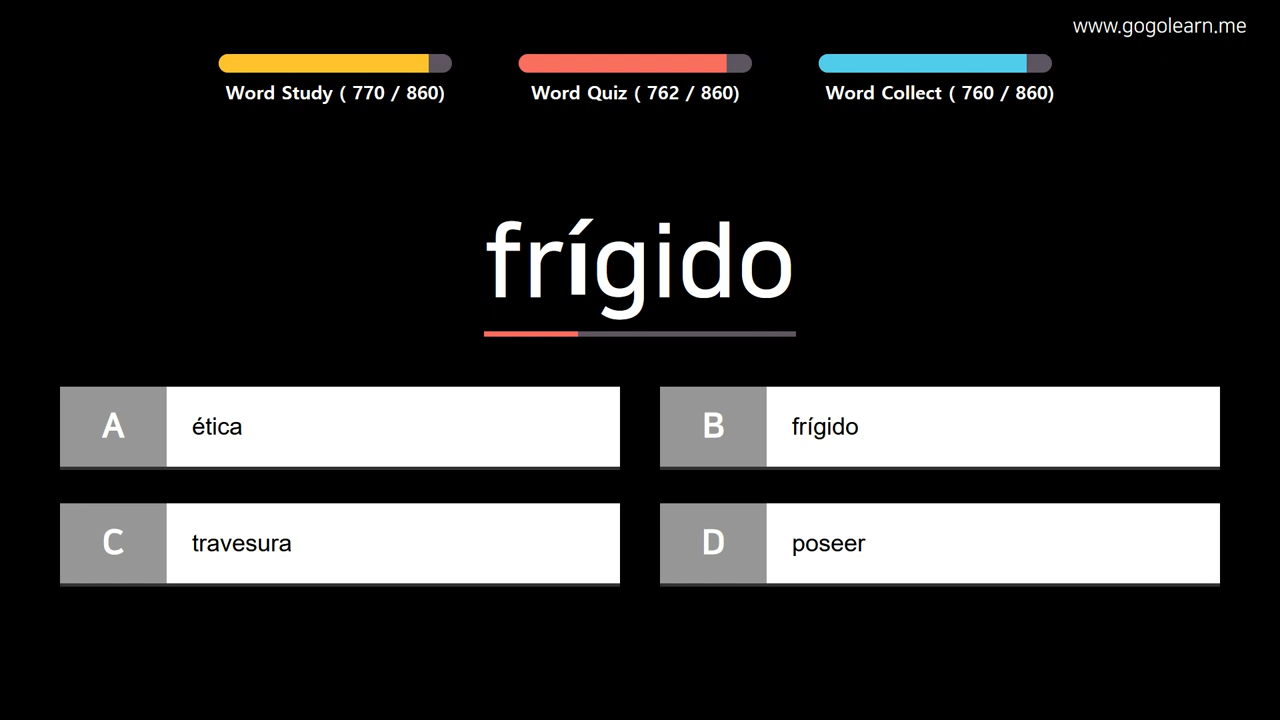 www.gogolearn.me
Word Study ( 770 / 860)
Word Quiz ( 762 / 860)
Word Collect ( 760 / 860)
frígido
A
ética
B
frígido
C
travesura
D
poseer